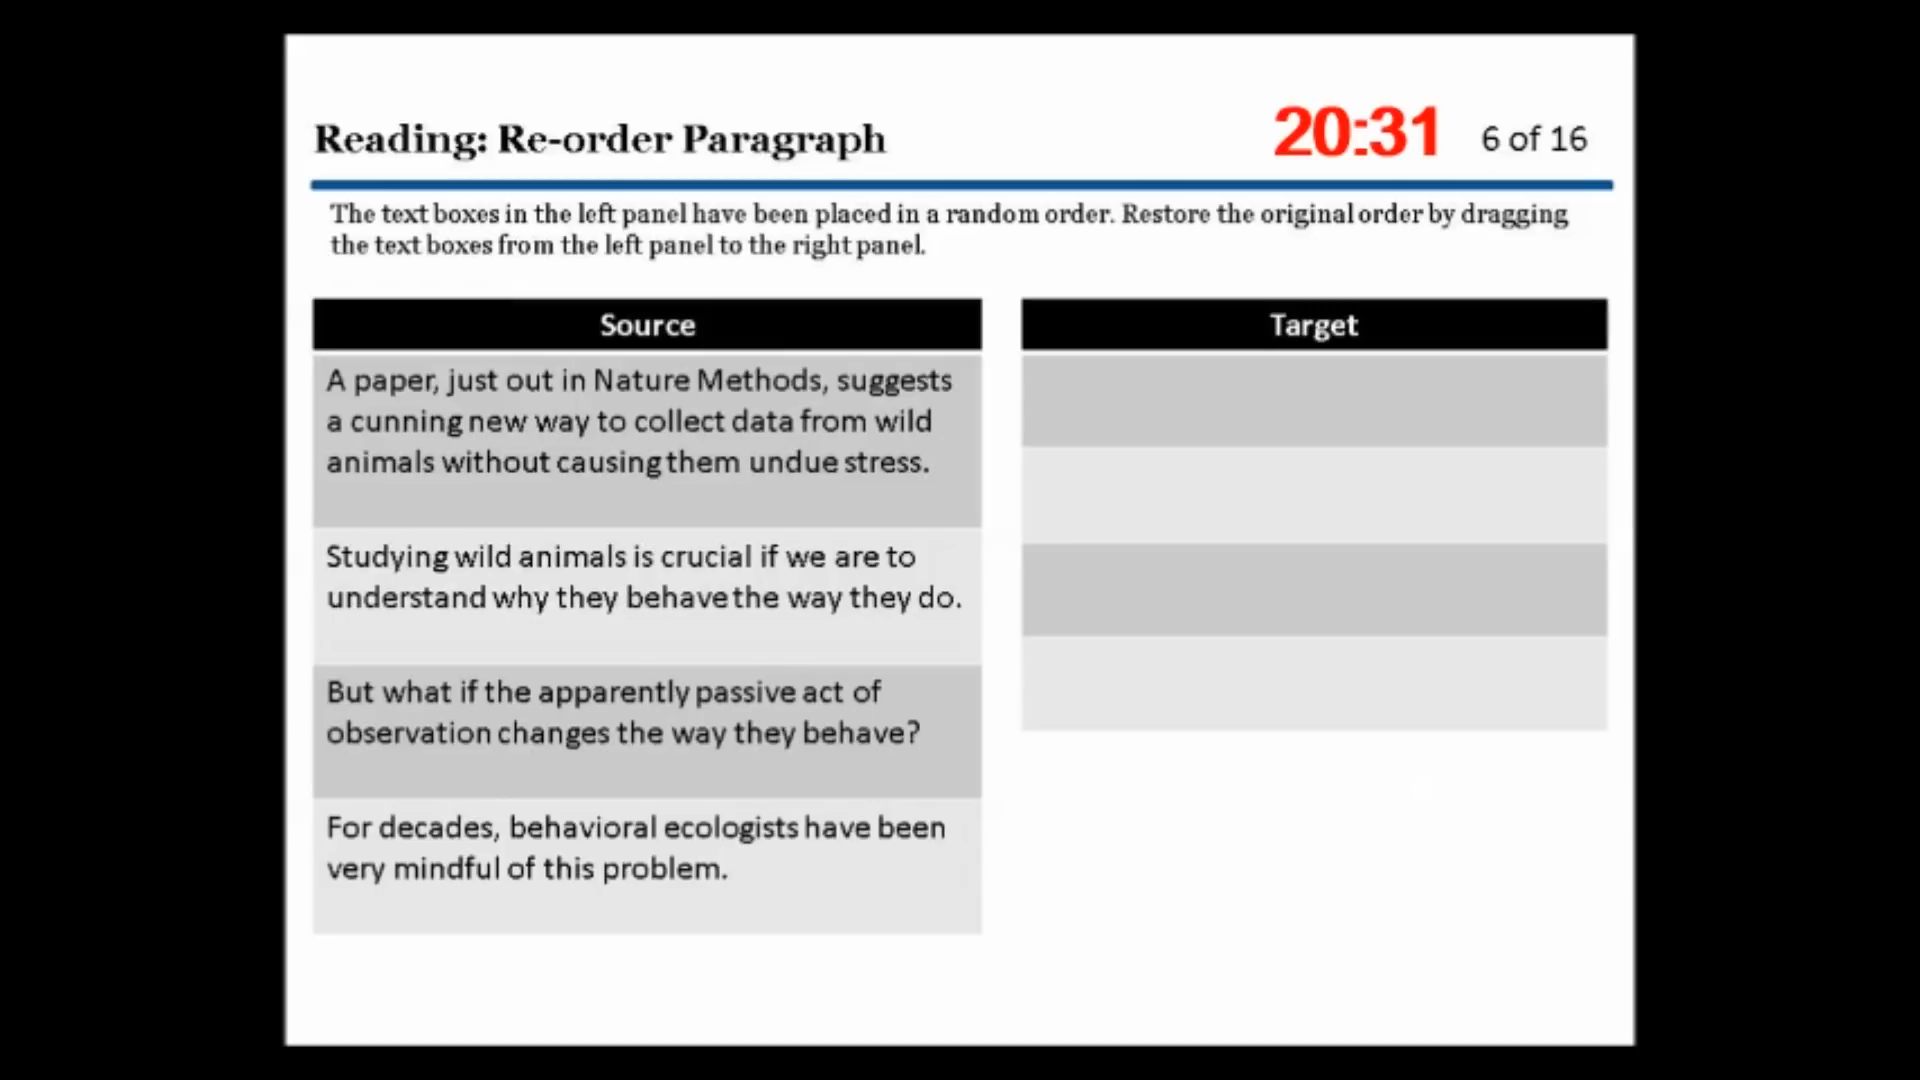 Reading: Re-order Paragraph
20:31
6 of 16
The text boxes in the left panel have been placed in a random order. Restore the original order by dragging
the text boxes from the left panel to the right panel.
Source
A paper, just out in Nature Methods, suggests
a cunning new way to collect data from wild
animals without causing them undue stress.
Studying wild animals is crucial if we are to
understand why they behave the way they do.
But what if the apparently passive act of
observation changes the way they behave?
For decades, behavioral ecologists have been
very mindful of this problem.
Target